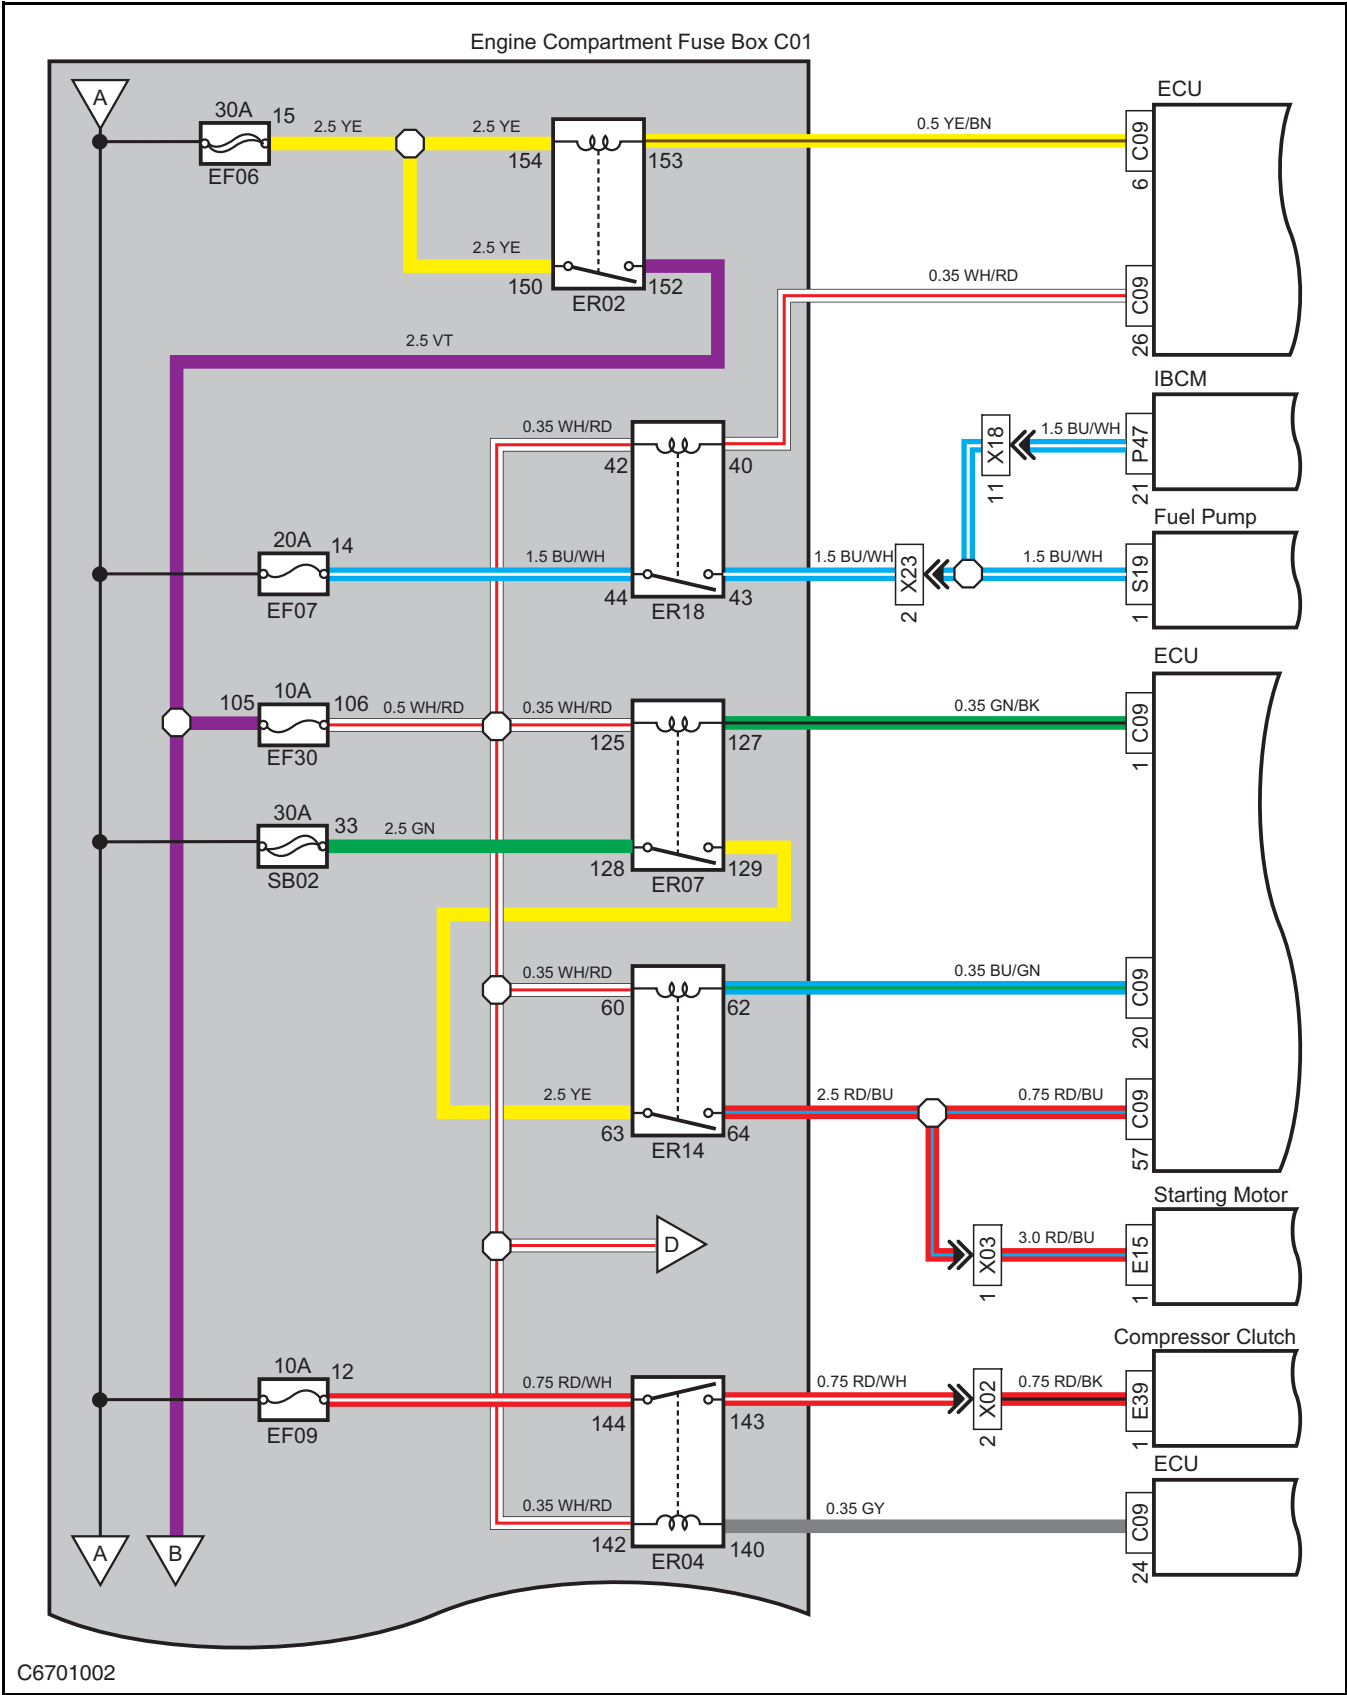 Engine Compartment Fuse Box C01
A
30A
15
2.5 YE
2.5 YE
EF06
154
153
0.5 YE/BN
ECU
C09
6
2.5 YE
150
152
ER02
0.35 WH/RD
C09
26
2.5 VT
IBCM
0.35 WH/RD
42
40
X18
11
1.5 BU/WH
P47
21
Fuel Pump
20A
14
EF07
1.5 BU/WH
44
43
ER18
1.5 BU/WH
X23
2
1.5 BU/WH
S19
1
ECU
105
10A
106
EF30
0.5 WH/RD
0.35 WH/RD
125
127
0.35 GN/BK
C09
1
30A
33
SB02
2.5 GN
128
129
ER07
0.35 WH/RD
60
62
0.35 BU/GN
C09
20
2.5 YE
63
64
ER14
2.5 RD/BU
0.75 RD/BU
C09
57
Starting Motor
D
X03
1
3.0 RD/BU
E15
1
Compressor Clutch
10A
12
EF09
0.75 RD/WH
144
143
0.75 RD/WH
X02
2
0.75 RD/BK
E39
1
ECU
0.35 WH/RD
142
140
ER04
0.35 GY
C09
24
A
B
C6701002